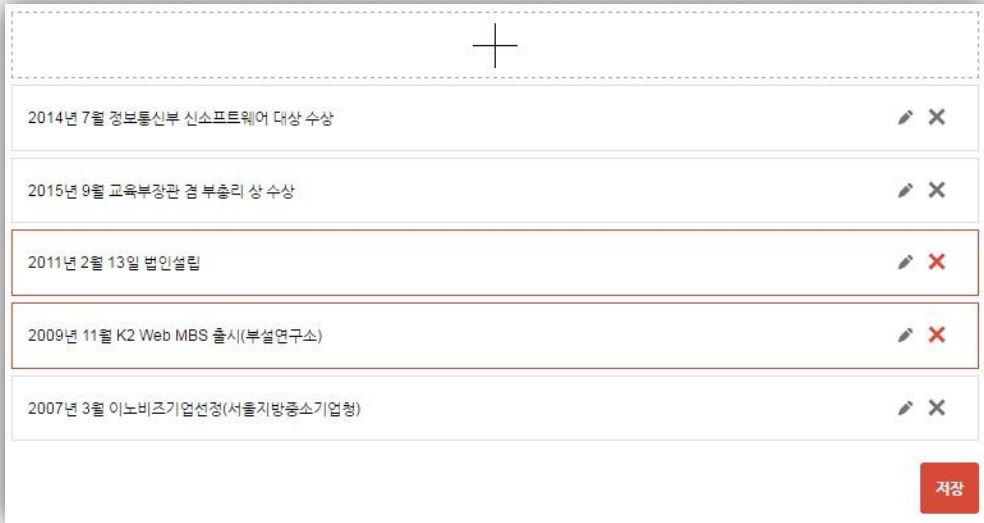 2014년 7월 정보통신부 신소프트웨어 대상 수상
2015년 9월 교육부장관 겸 부총리 상 수상
2011년 2월 13일 법인설립
2009년 11월 K2 Web MBS 출시(부설연구소)
2007년 3월 이노비즈기업선정(서울지방중소기업청)
저장